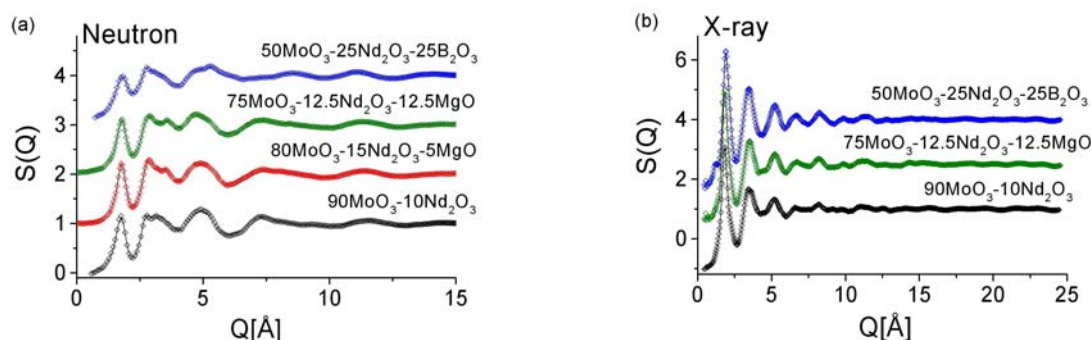 (a)
Neutron
50MoO₃-25Nd₂O₃-25B₂O₃
75MoO₃-12.5Nd₂O₃-12.5MgO
80MoO₃-15Nd₂O₃-5MgO
90MoO₃-10Nd₂O₃
S(Q)
4
3
2
1
0
0 5 10 15
Q[Å]
(b)
X-ray
50MoO₃-25Nd₂O₃-25B₂O₃
75MoO₃-12.5Nd₂O₃-12.5MgO
90MoO₃-10Nd₂O₃
S(Q)
6
4
2
0
0 5 10 15 20 25
Q[Å]